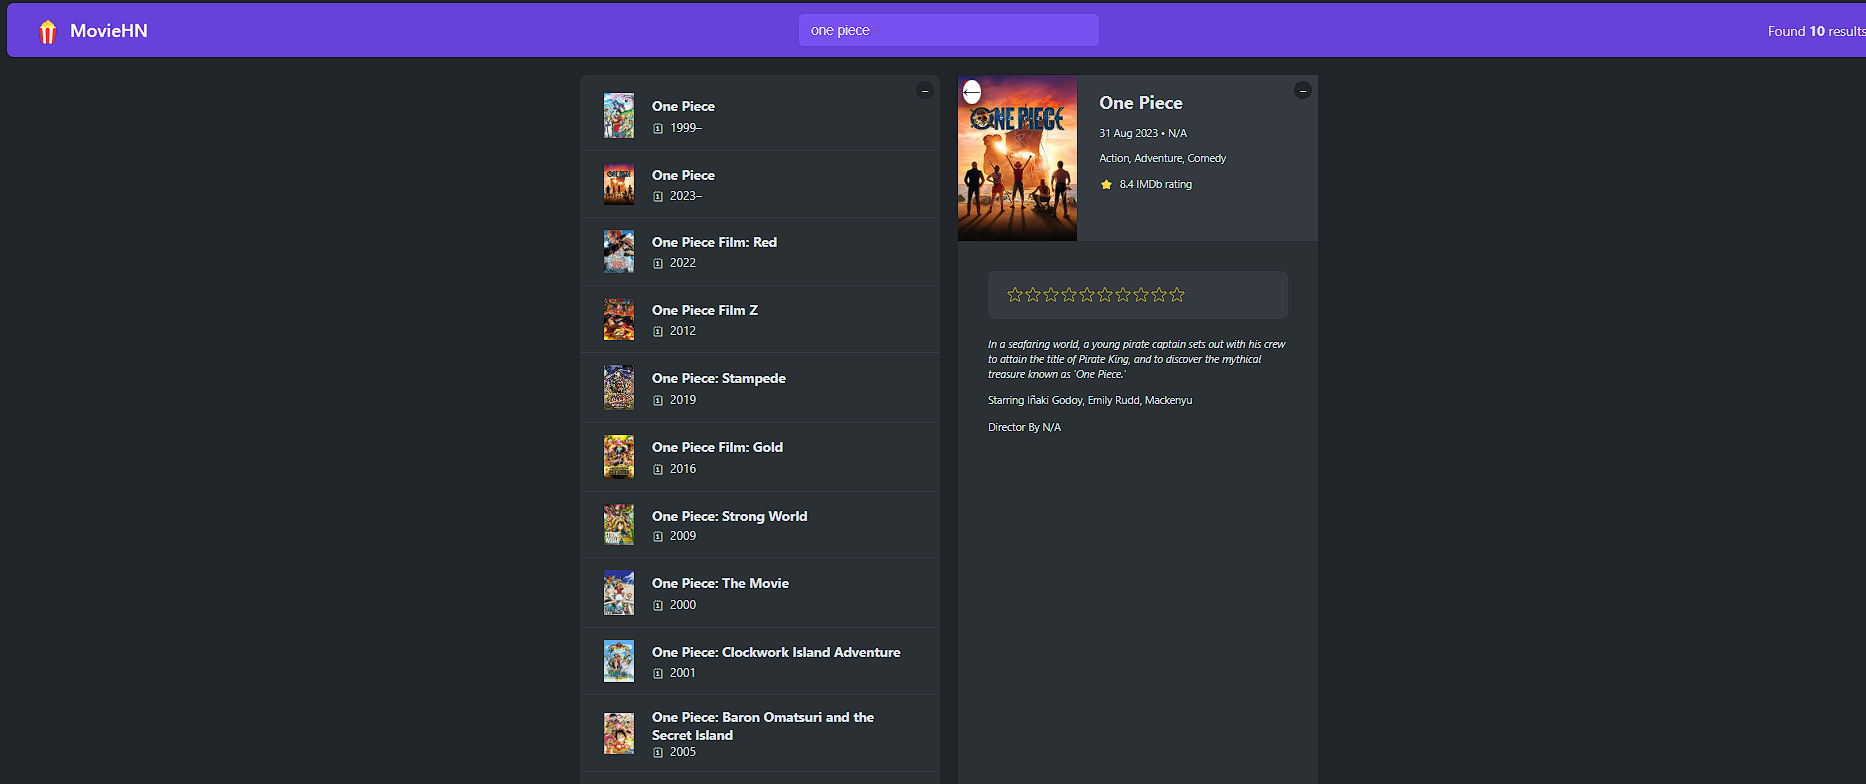 MovieHN
one piece
Found 10 results
One Piece
1999–
One Piece
2023–
One Piece Film: Red
2022
One Piece Film Z
2012
One Piece: Stampede
2019
One Piece Film: Gold
2016
One Piece: Strong World
2009
One Piece: The Movie
2000
One Piece: Clockwork Island Adventure
2001
One Piece: Baron Omatsuri and the
Secret Island
2005
–
←
ONE PIECE
–
One Piece
31 Aug 2023 • N/A
Action, Adventure, Comedy
8.4 IMDb rating
In a seafaring world, a young pirate captain sets out with his crew
to attain the title of Pirate King, and to discover the mythical
treasure known as 'One Piece.'
Starring Iñaki Godoy, Emily Rudd, Mackenyu
Director By N/A